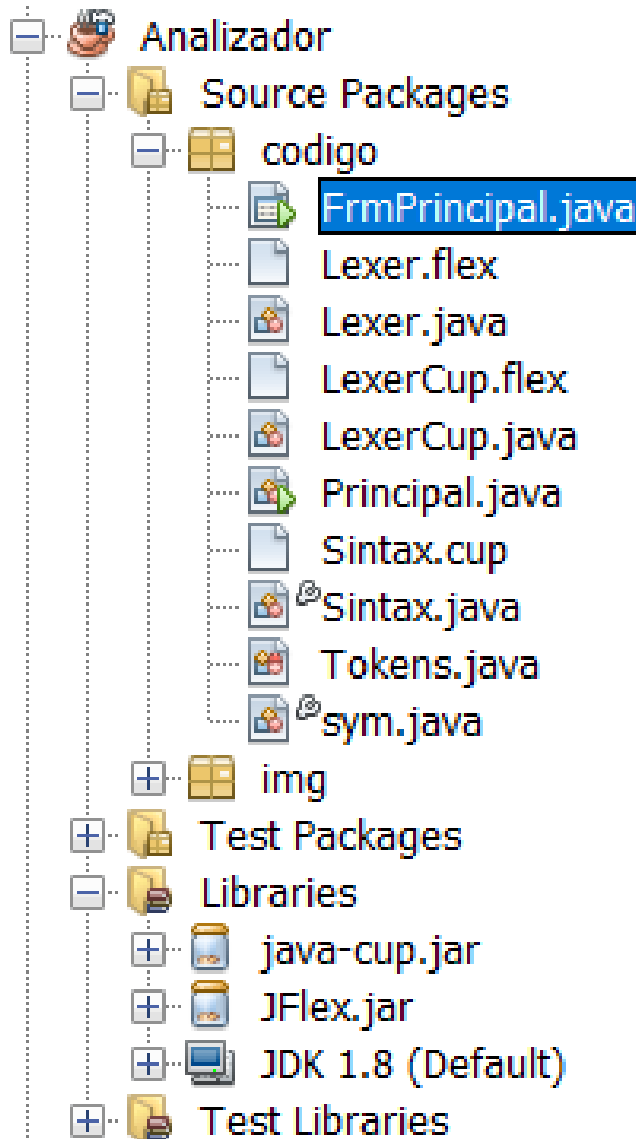 Analizador
Source Packages
codigo
FrmPrincipal.java
Lexer.flex
Lexer.java
LexerCup.flex
LexerCup.java
Principal.java
Sintax.cup
Sintax.java
Tokens.java
sym.java
img
Test Packages
Libraries
java-cup.jar
JFlex.jar
JDK 1.8 (Default)
Test Libraries